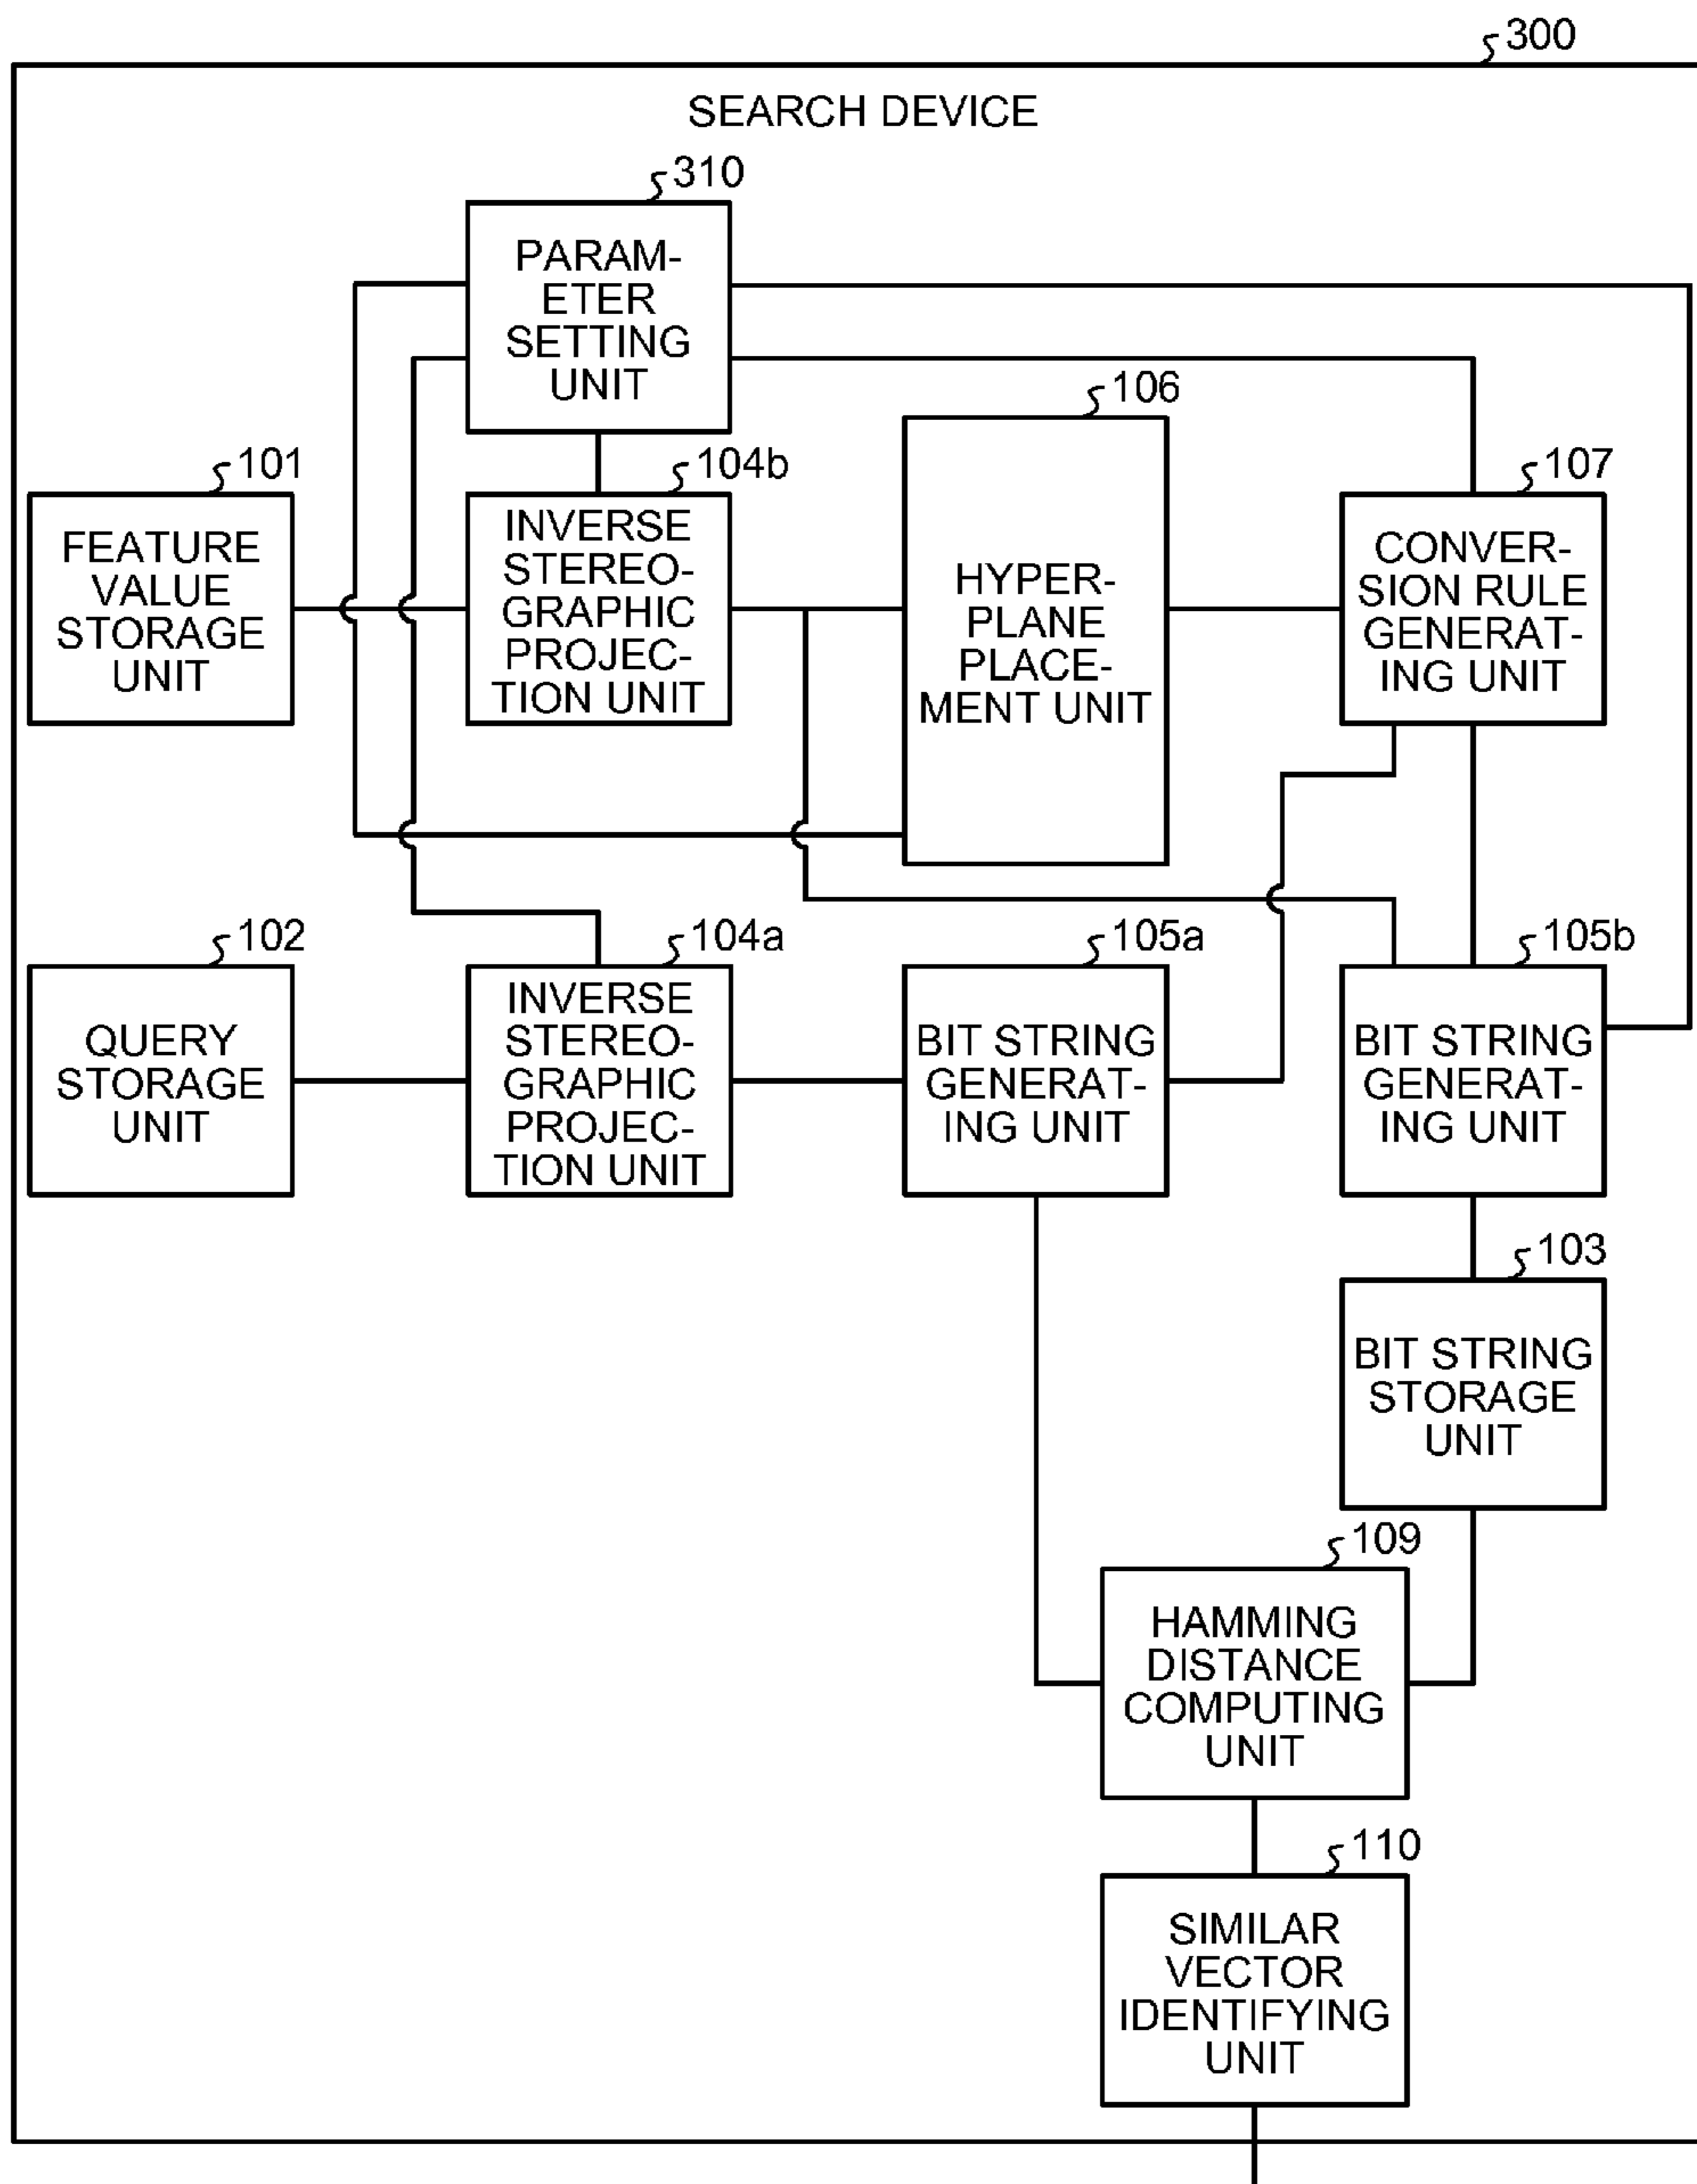 300
SEARCH DEVICE
310
PARAM-
ETER
SETTING
UNIT
106
101
104b
107
FEATURE
VALUE
STORAGE
UNIT
INVERSE
STEREO-
GRAPHIC
PROJEC-
TION UNIT
HYPER-
PLANE
PLACE-
MENT UNIT
CONVER-
SION RULE
GENERAT-
ING UNIT
102
104a
105a
105b
QUERY
STORAGE
UNIT
INVERSE
STEREO-
GRAPHIC
PROJEC-
TION UNIT
BIT STRING
GENERAT-
ING UNIT
BIT STRING
GENERAT-
ING UNIT
103
BIT STRING
STORAGE
UNIT
109
HAMMING
DISTANCE
COMPUTING
UNIT
110
SIMILAR
VECTOR
IDENTIFYING
UNIT